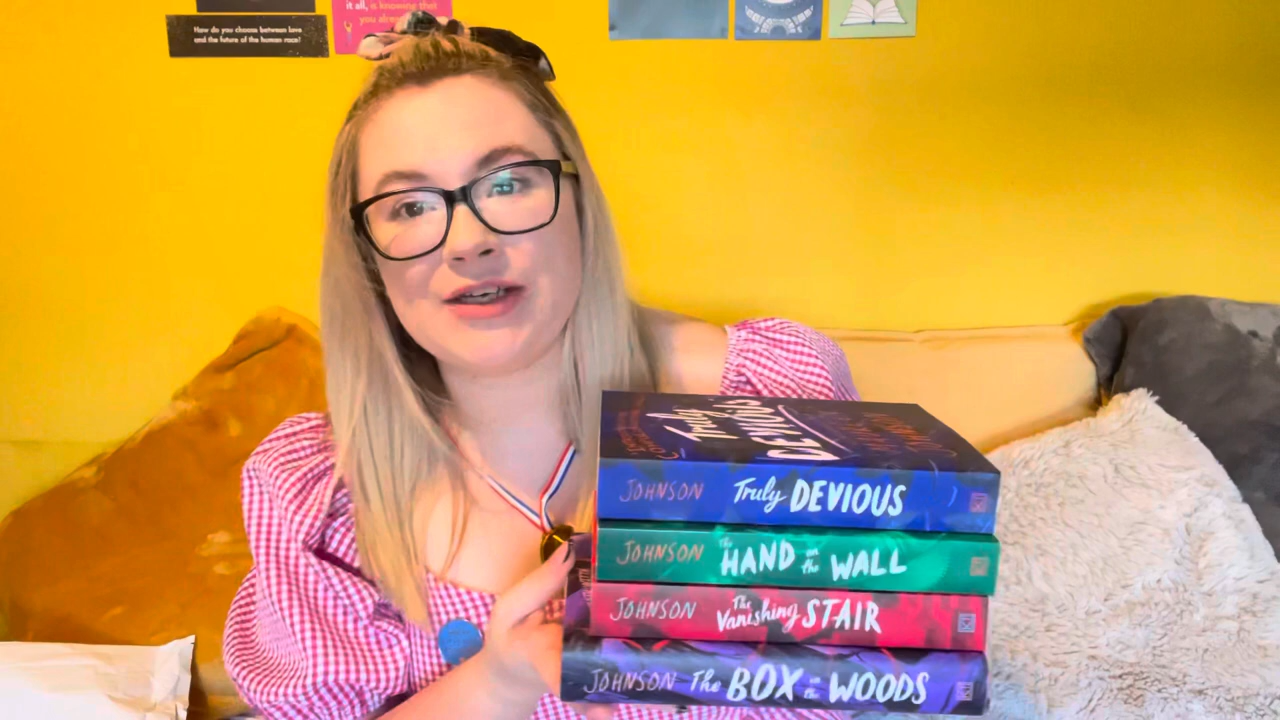 it all, is knowing that
you already
How do you choose between love
and the future of the human race?
Truly
DEVIOUS
JOHNSON Truly DEVIOUS
JOHNSON The HAND on the WALL
JOHNSON The Vanishing STAIR
JOHNSON The BOX in a WOODS